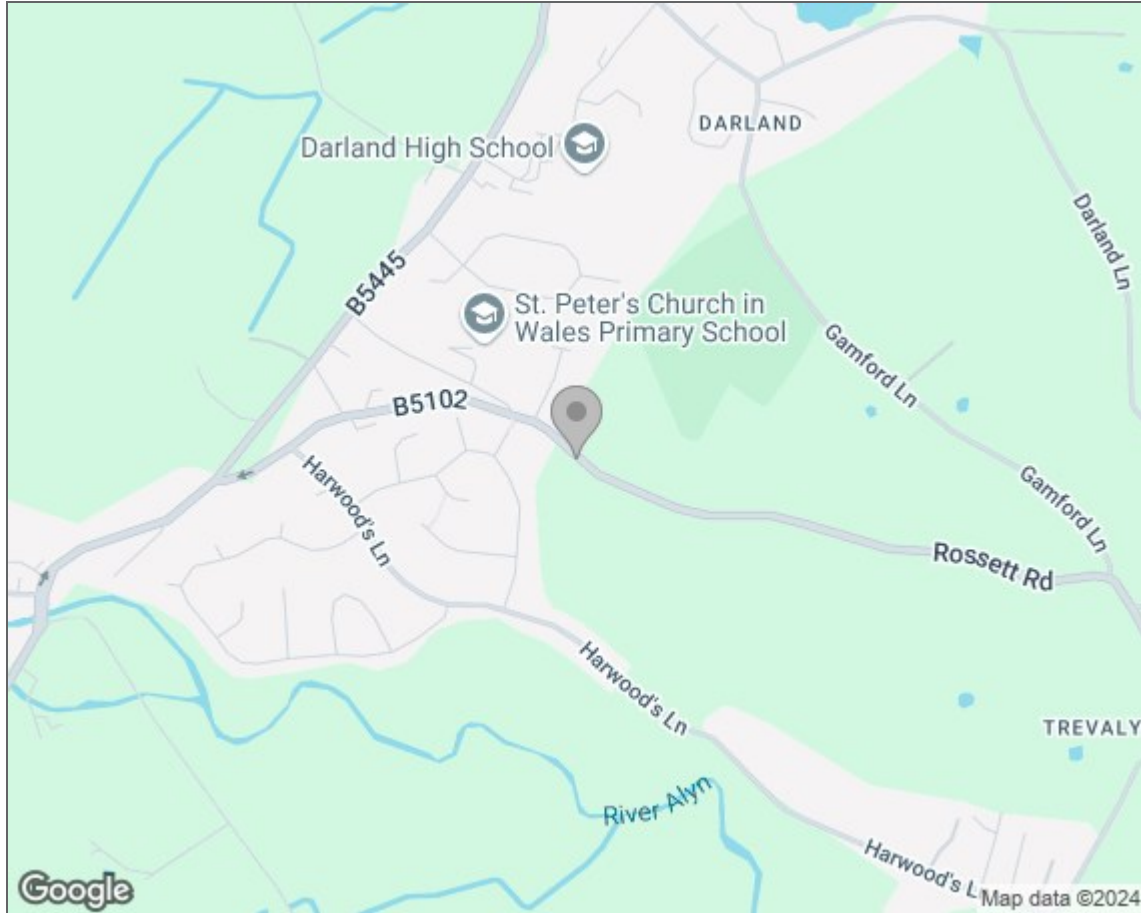 DARLAND
Darland High School
Darland Ln
B5445
St. Peter's Church in
Wales Primary School
Gamford Ln
B5102
Harwood's Ln
Gamford Ln
Rossett Rd
Harwood's Ln
TREVALY
River Alyn
Harwood's L
Google
Map data ©2024